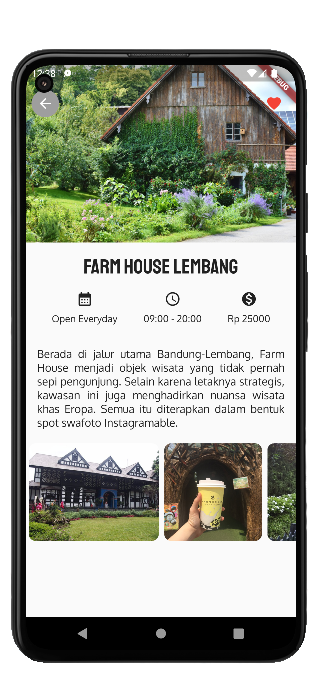 12:38
FARM HOUSE LEMBANG
Open Everyday
09:00 - 20:00
Rp 25000
Berada di jalur utama Bandung-Lembang, Farm
House menjadi objek wisata yang tidak pernah
sepi pengunjung. Selain karena letaknya strategis,
kawasan ini juga menghadirkan nuansa wisata
khas Eropa. Semua itu diterapkan dalam bentuk
spot swafoto Instagramable.